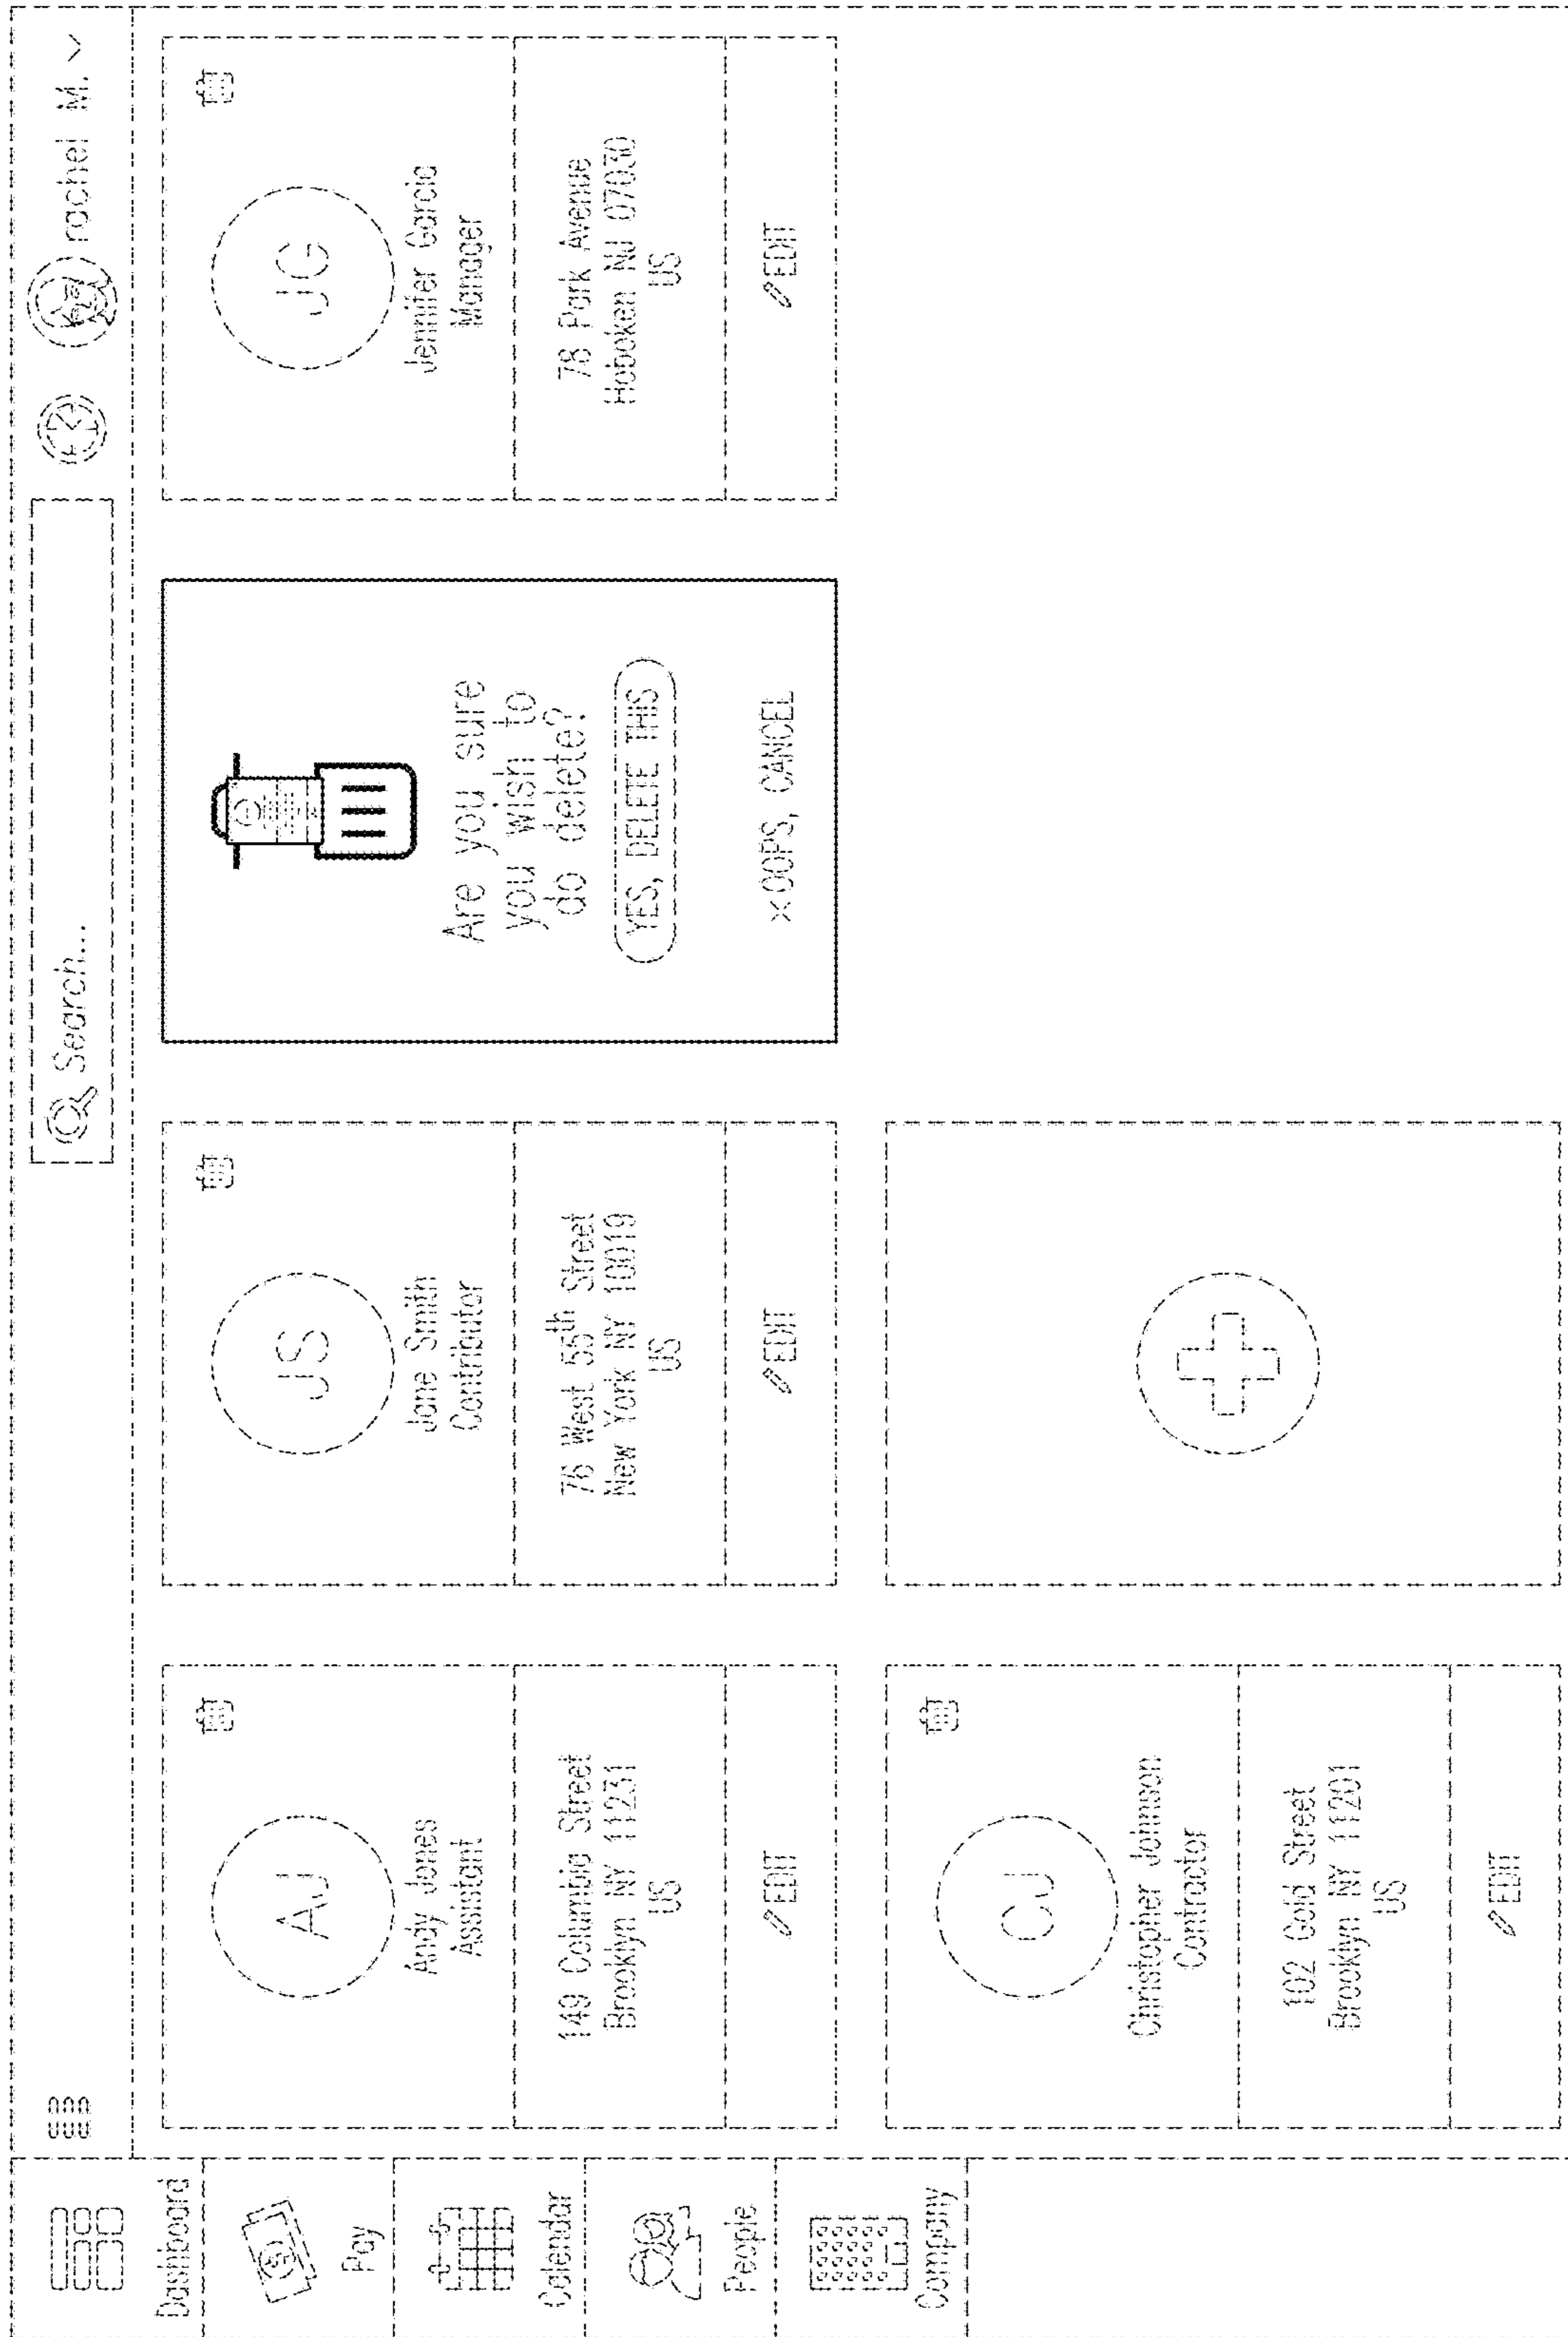 Search...
rachel M.
Dashboard
Pay
Calendar
People
Company
AJ
Andy Jones
Assistant
149 Columbia Street
Brooklyn NY 11231
US
EDIT
JS
Jane Smith
Contributor
76 West 55th Street
New York NY 10019
US
EDIT
Are you sure
you wish to
do delete?
YES, DELETE THIS
×OOPS, CANCEL
JG
Jennifer Garcia
Manager
78 Park Avenue
Hoboken NJ 07030
US
EDIT
CJ
Christopher Johnson
Contractor
102 Gold Street
Brooklyn NY 11201
US
EDIT